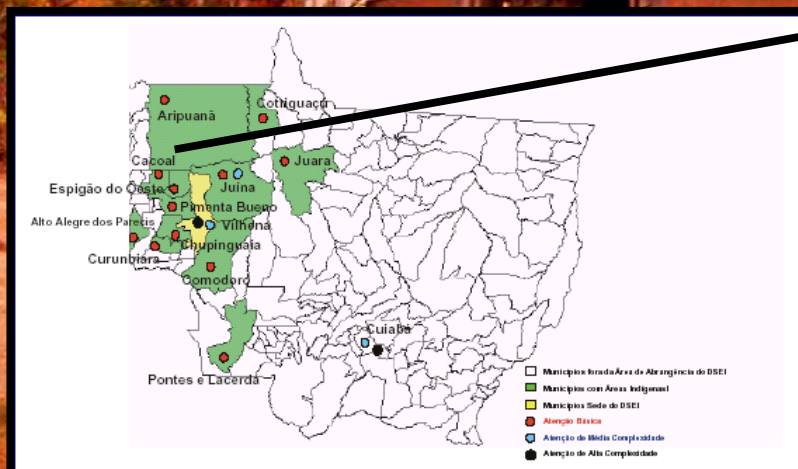 Aripuanã
Cotriguaçú
Cacoal
Juara
Espigão do Oeste
Juína
Pimenta Bueno
Alto Alegre dos Parecis
Vilhena
Chupinguaia
Curunbiára
Comodoro
Cuiabá
Pontes e Lacerda
Municípios fora da Área de Abrangência do DSEI
Municípios com Áreas Indígenas!
Municípios Sede do DSEI
Atenção Básica
Atenção de Média Complexidade
Atenção de Alta Complexidade